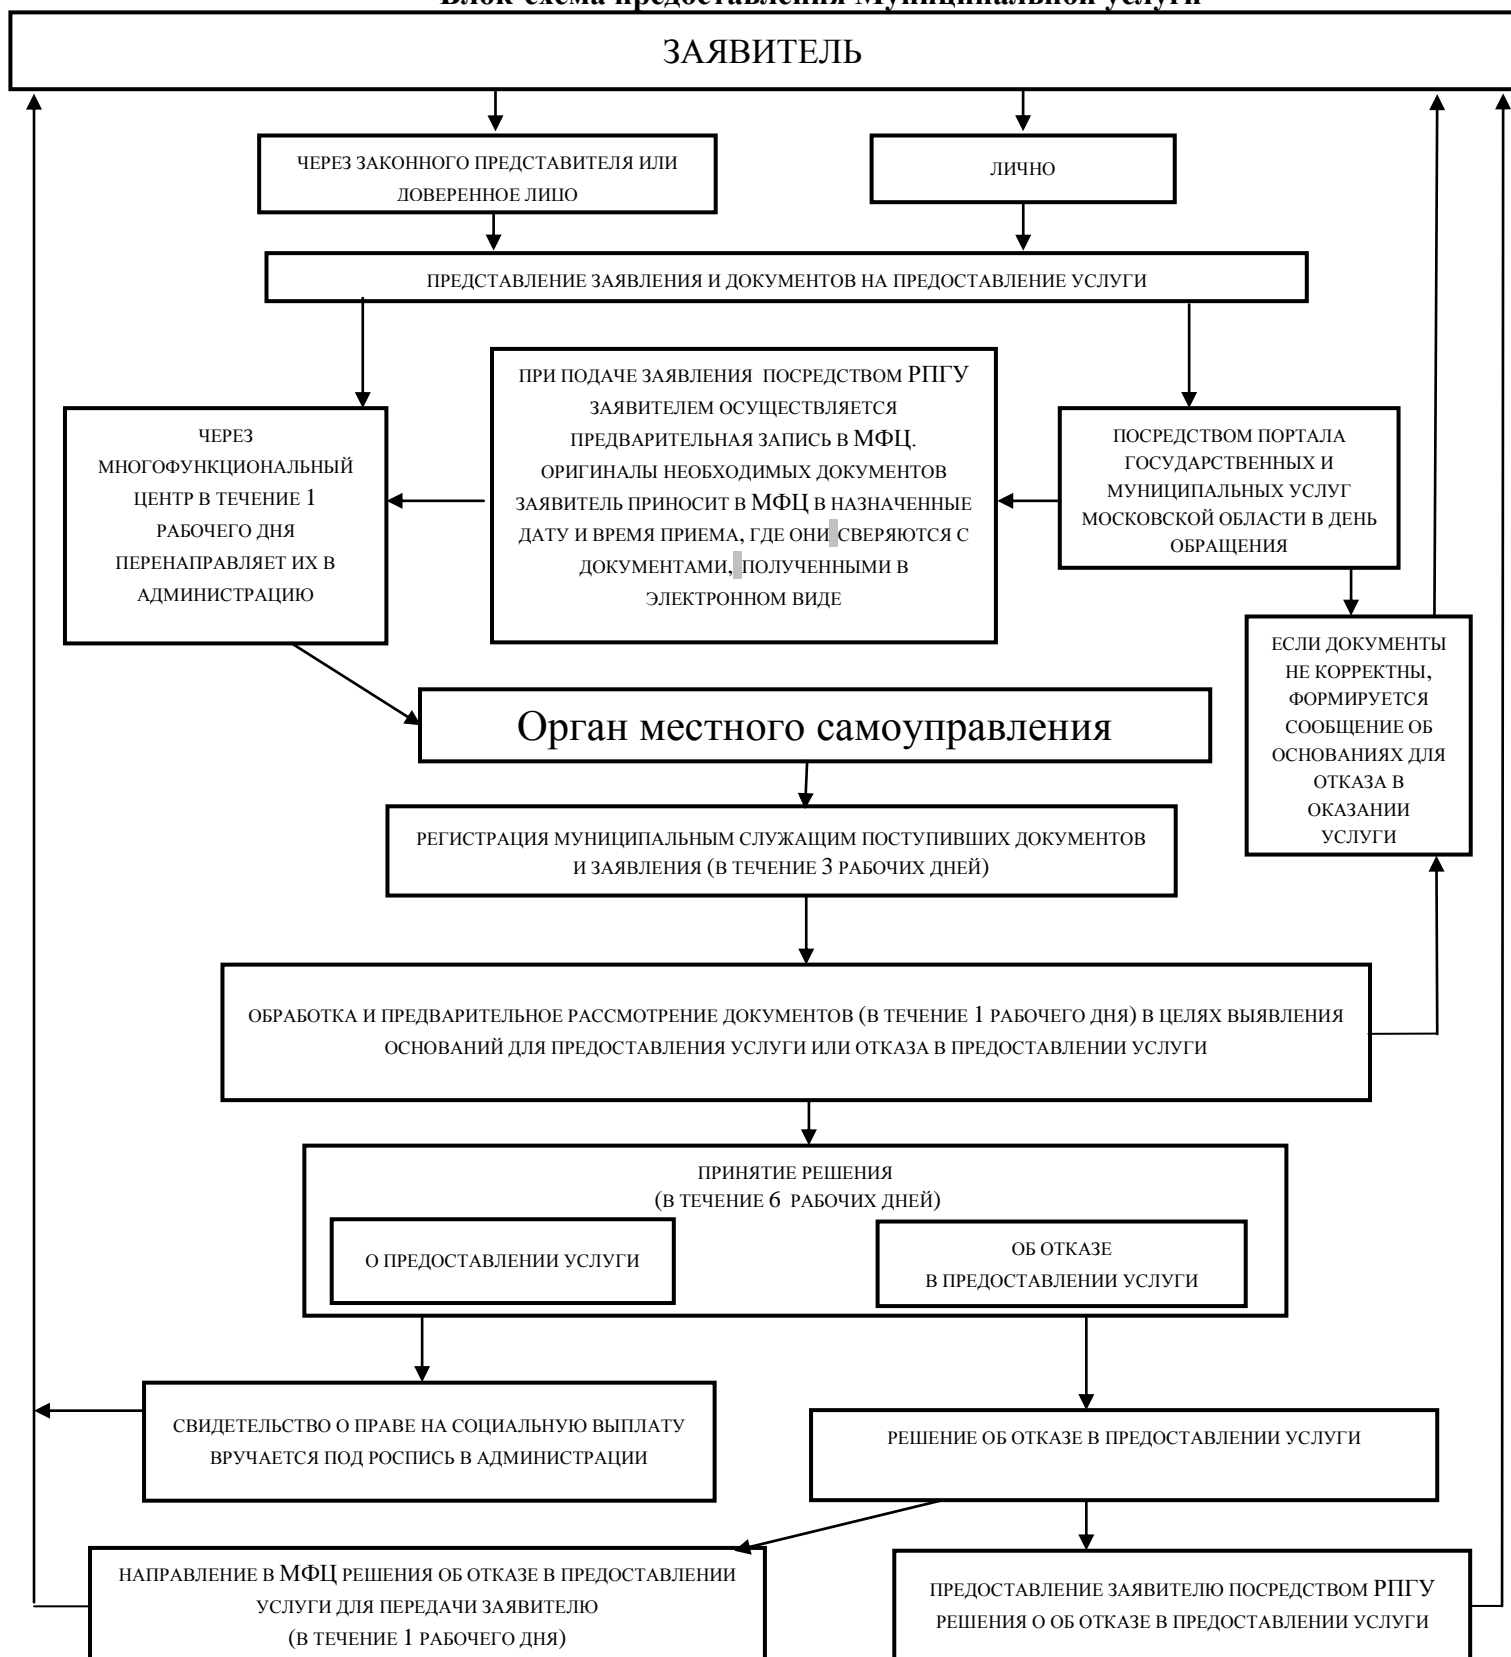 Блок-схема предоставления Муниципальной услуги
ЗАЯВИТЕЛЬ
ЧЕРЕЗ ЗАКОННОГО ПРЕДСТАВИТЕЛЯ ИЛИ
ДОВЕРЕННОЕ ЛИЦО
ЛИЧНО
ПРЕДСТАВЛЕНИЕ ЗАЯВЛЕНИЯ И ДОКУМЕНТОВ НА ПРЕДОСТАВЛЕНИЕ УСЛУГИ
ЧЕРЕЗ
МНОГОФУНКЦИОНАЛЬНЫЙ
ЦЕНТР В ТЕЧЕНИЕ 1
РАБОЧЕГО ДНЯ
ПЕРЕНАПРАВЛЯЕТ ИХ В
АДМИНИСТРАЦИЮ
ПРИ ПОДАЧЕ ЗАЯВЛЕНИЯ ПОСРЕДСТВОМ РПГУ
ЗАЯВИТЕЛЕМ ОСУЩЕСТВЛЯЕТСЯ
ПРЕДВАРИТЕЛЬНАЯ ЗАПИСЬ В МФЦ.
ОРИГИНАЛЫ НЕОБХОДИМЫХ ДОКУМЕНТОВ
ЗАЯВИТЕЛЬ ПРИНОСИТ В МФЦ В НАЗНАЧЕННЫЕ
ДАТУ И ВРЕМЯ ПРИЕМА, ГДЕ ОНИ СВЕРЯЮТСЯ С
ДОКУМЕНТАМИ, ПОЛУЧЕННЫМИ В
ЭЛЕКТРОННОМ ВИДЕ
ПОСРЕДСТВОМ ПОРТАЛА
ГОСУДАРСТВЕННЫХ И
МУНИЦИПАЛЬНЫХ УСЛУГ
МОСКОВСКОЙ ОБЛАСТИ В ДЕНЬ
ОБРАЩЕНИЯ
ЕСЛИ ДОКУМЕНТЫ
НЕ КОРРЕКТНЫ,
ФОРМИРУЕТСЯ
СООБЩЕНИЕ ОБ
ОСНОВАНИЯХ ДЛЯ
ОТКАЗА В
ОКАЗАНИИ
УСЛУГИ
Орган местного самоуправления
РЕГИСТРАЦИЯ МУНИЦИПАЛЬНЫМ СЛУЖАЩИМ ПОСТУПИВШИХ ДОКУМЕНТОВ
И ЗАЯВЛЕНИЯ (В ТЕЧЕНИЕ 3 РАБОЧИХ ДНЕЙ)
ОБРАБОТКА И ПРЕДВАРИТЕЛЬНОЕ РАССМОТРЕНИЕ ДОКУМЕНТОВ (В ТЕЧЕНИЕ 1 РАБОЧЕГО ДНЯ) В ЦЕЛЯХ ВЫЯВЛЕНИЯ
ОСНОВАНИЙ ДЛЯ ПРЕДОСТАВЛЕНИЯ УСЛУГИ ИЛИ ОТКАЗА В ПРЕДОСТАВЛЕНИИ УСЛУГИ
ПРИНЯТИЕ РЕШЕНИЯ
(В ТЕЧЕНИЕ 6 РАБОЧИХ ДНЕЙ)
О ПРЕДОСТАВЛЕНИИ УСЛУГИ
ОБ ОТКАЗЕ
В ПРЕДОСТАВЛЕНИИ УСЛУГИ
СВИДЕТЕЛЬСТВО О ПРАВЕ НА СОЦИАЛЬНУЮ ВЫПЛАТУ
ВРУЧАЕТСЯ ПОД РОСПИСЬ В АДМИНИСТРАЦИИ
РЕШЕНИЕ ОБ ОТКАЗЕ В ПРЕДОСТАВЛЕНИИ УСЛУГИ
НАПРАВЛЕНИЕ В МФЦ РЕШЕНИЯ ОБ ОТКАЗЕ В ПРЕДОСТАВЛЕНИИ
УСЛУГИ ДЛЯ ПЕРЕДАЧИ ЗАЯВИТЕЛЮ
(В ТЕЧЕНИЕ 1 РАБОЧЕГО ДНЯ)
ПРЕДОСТАВЛЕНИЕ ЗАЯВИТЕЛЮ ПОСРЕДСТВОМ РПГУ
РЕШЕНИЯ О ОБ ОТКАЗЕ В ПРЕДОСТАВЛЕНИИ УСЛУГИ